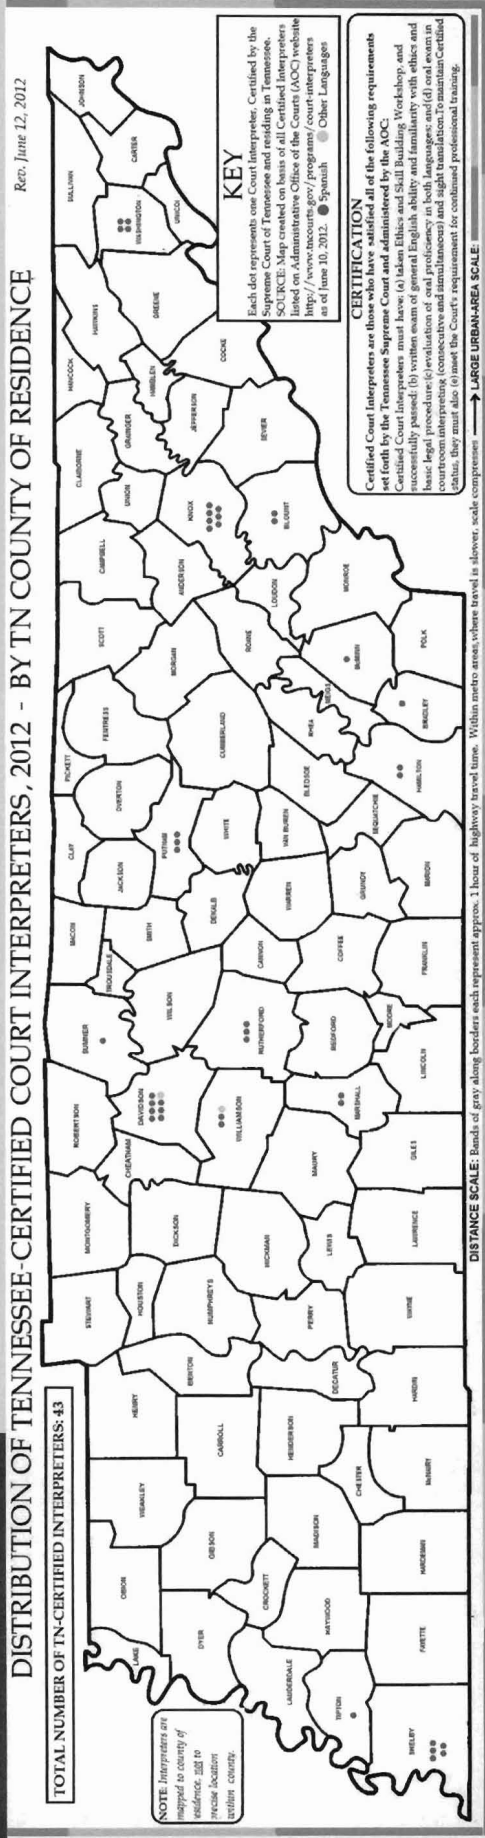 DISTRIBUTION OF TENNESSEE-CERTIFIED COURT INTERPRETERS, 2012 - BY TN COUNTY OF RESIDENCE
Rev. June 12, 2012
TOTAL NUMBER OF TN-CERTIFIED INTERPRETERS: 43
NOTE: Interpreters are
mapped to county of
residence, not to
precise location
within county.
LAKE
OBION
WEAKLEY
HENRY
STEWART
MONTGOMERY
ROBERTSON
SUMNER
MACON
CLAY
PICKETT
SCOTT
CAMPBELL
CLAIBORNE
HANCOCK
HAWKINS
SULLIVAN
JOHNSON
CARTER
WASHINGTON
UNICOI
GREENE
DYER
GIBSON
CARROLL
BENTON
HOUSTON
HUMPHREYS
DICKSON
CHEATHAM
DAVIDSON
TROUSDALE
WILSON
SMITH
JACKSON
OVERTON
FENTRESS
PUTNAM
MORGAN
ANDERSON
UNION
GRAINGER
HAMBLEN
COCKE
JEFFERSON
KNOX
LAUDERDALE
CROCKETT
MADISON
HENDERSON
DECATUR
PERRY
HICKMAN
WILLIAMSON
RUTHERFORD
CANNON
DEKALB
WHITE
CUMBERLAND
ROANE
LOUDON
BLOUNT
SEVIER
TIPTON
HAYWOOD
CHESTER
LEWIS
MAURY
MARSHALL
BEDFORD
COFFEE
WARREN
VAN BUREN
BLEDSOE
RHEA
MEIGS
McMINN
MONROE
SHELBY
FAYETTE
HARDEMAN
McNAIRY
HARDIN
WAYNE
LAWRENCE
GILES
LINCOLN
MOORE
FRANKLIN
GRUNDY
MARION
SEQUATCHIE
HAMILTON
BRADLEY
POLK
KEY
Each dot represents one Court Interpreter, Certified by the
Supreme Court of Tennessee and residing in Tennessee.
SOURCE: Map created on basis of all Certified Interpreters
listed on Administrative Office of the Courts (AOC) website
http://www.tncourts.gov/programs/court-interpreters
as of June 10, 2012. Spanish Other Languages
CERTIFICATION
Certified Court Interpreters are those who have satisfied all of the following requirements
set forth by the Tennessee Supreme Court and administered by the AOC:
Certified Court Interpreters must have: (a) taken Ethics and Skill Building Workshop, and
successfully passed: (b) written exam of general English ability and familiarity with ethics and
basic legal procedure; (c) evaluation of oral proficiency in both languages; and (d) oral exam in
courtroom interpreting (consecutive and simultaneous) and sight translation. To maintain Certified
status, they must also (e) meet the Court's requirement for continued professional training.
DISTANCE SCALE: Bands of gray along borders each represent approx. 1 hour of highway travel time. Within metro areas, where travel is slower, scale compresses → LARGE URBAN-AREA SCALE: